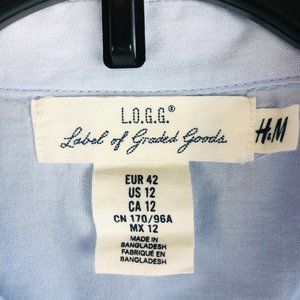 L.O.G.G.®
Label of Graded Goods
H&M
EUR 42
US 12
CA 12
CN 170/96A
MX 12
MADE IN
BANGLADESH
FABRIQUÉ EN
BANGLADESH